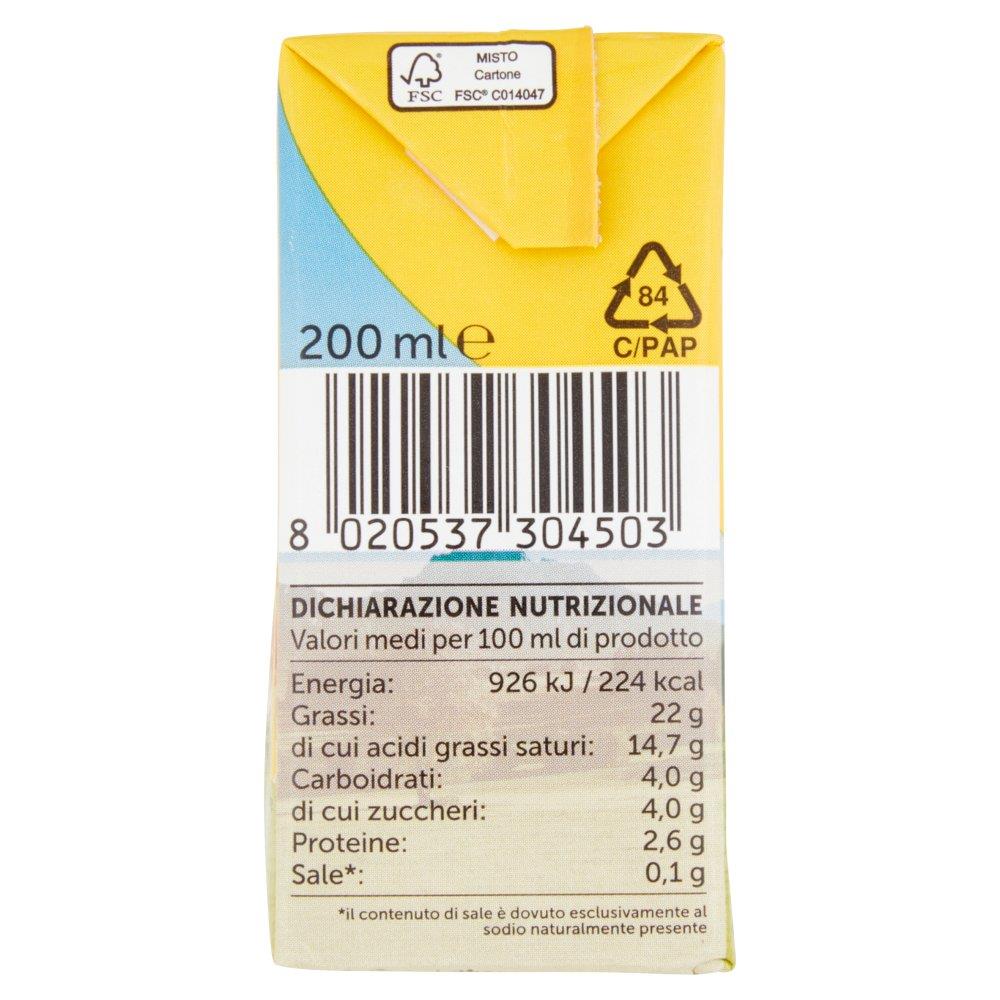 MISTO
Cartone
FSC FSC® C014047
84
C/PAP
200 ml e
8 020537 304503
DICHIARAZIONE NUTRIZIONALE
Valori medi per 100 ml di prodotto
Energia: 926 kJ / 224 kcal
Grassi: 22 g
di cui acidi grassi saturi: 14,7 g
Carboidrati: 4,0 g
di cui zuccheri: 4,0 g
Proteine: 2,6 g
Sale*: 0,1 g
*il contenuto di sale è dovuto esclusivamente al
sodio naturalmente presente